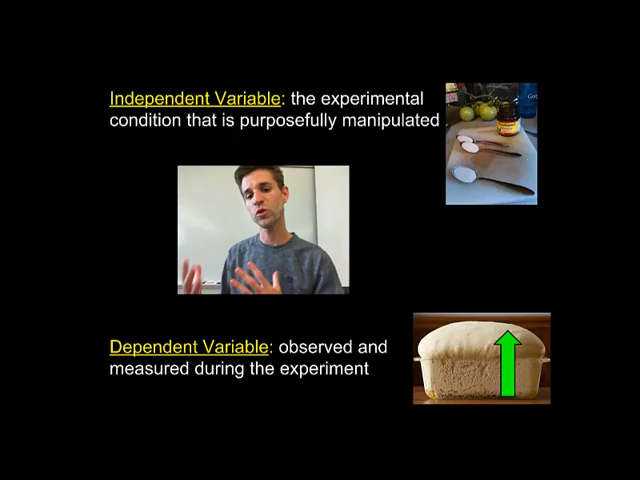 Independent Variable: the experimental
condition that is purposefully manipulated
Dependent Variable: observed and
measured during the experiment